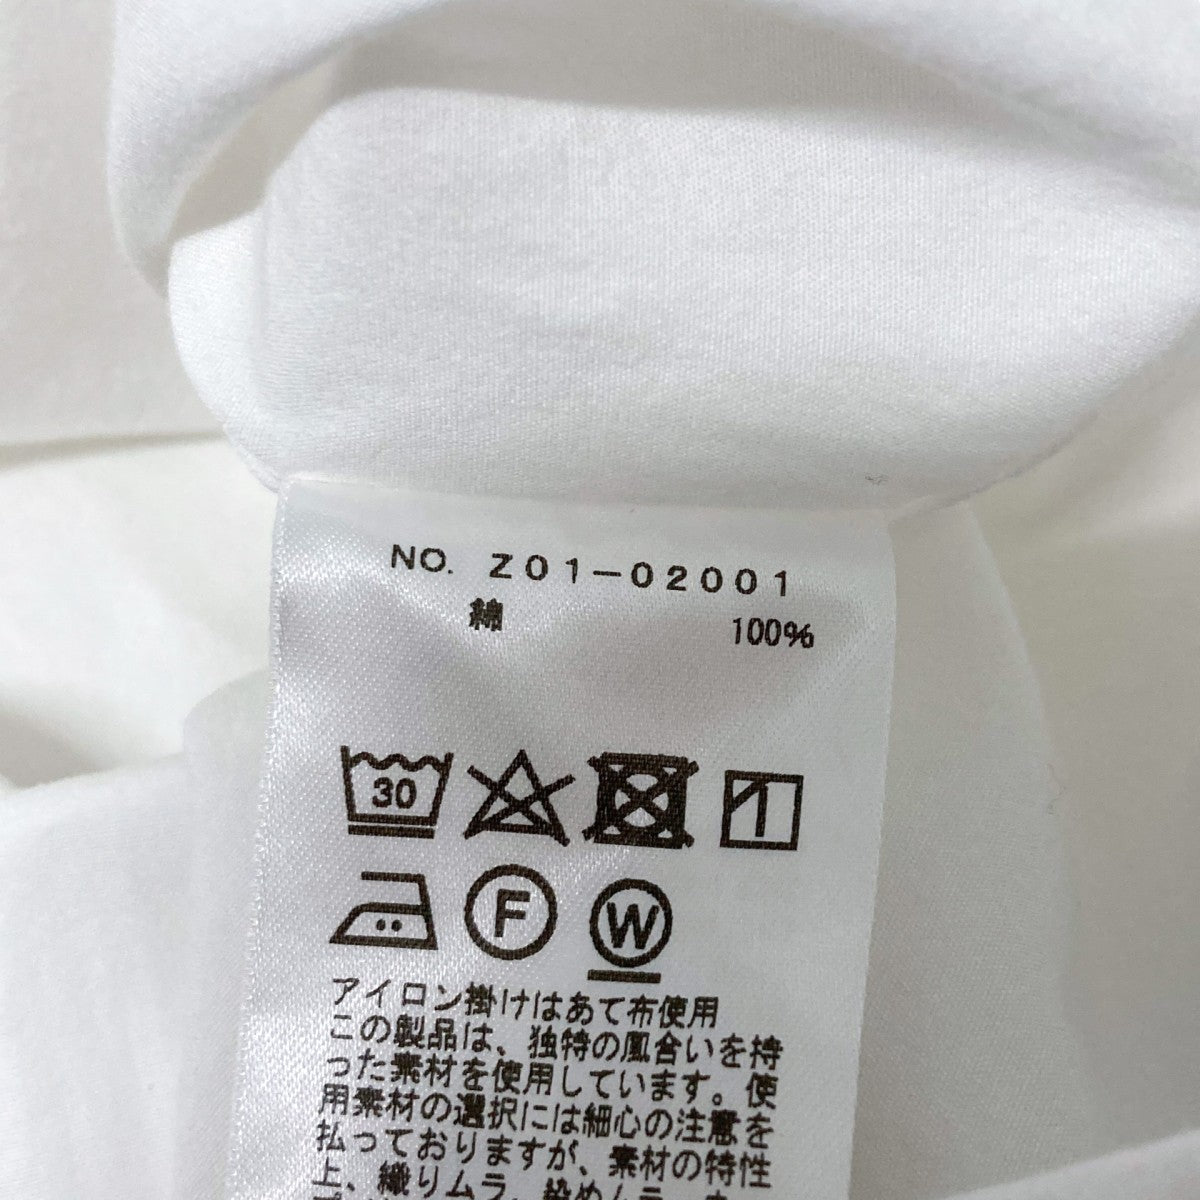 NO. Z01-02001
綿 100%
30
F W
アイロン掛けはあて布使用
この製品は、独特の風合いを持
った素材を使用しています。使
用素材の選択には細心の注意を
払っておりますが、素材の特性
上、織りムラ、染めムラ